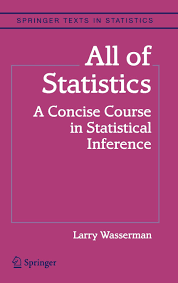 SPRINGER TEXTS IN STATISTICS
All of
Statistics
A Concise Course
in Statistical
Inference
Larry Wasserman
Springer